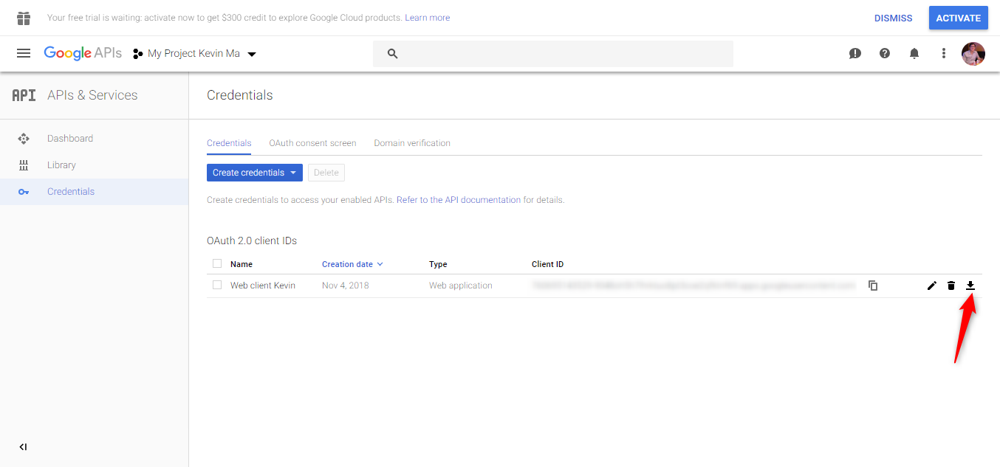 Your free trial is waiting: activate now to get $300 credit to explore Google Cloud products. Learn more
DISMISS
ACTIVATE
Google APIs
My Project Kevin Ma
API APIs & Services
Credentials
Dashboard
Library
Credentials
Credentials OAuth consent screen Domain verification
Create credentials
Delete
Create credentials to access your enabled APIs. Refer to the API documentation for details.
OAuth 2.0 client IDs
Name Creation date Type Client ID
Web client Kevin Nov 4, 2018 Web application